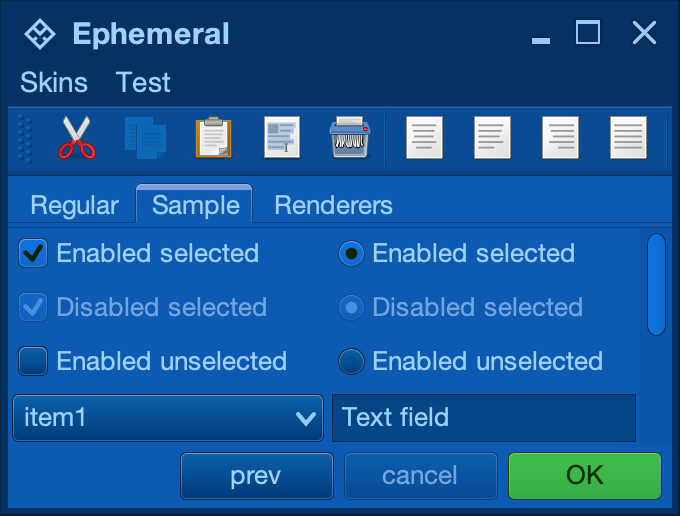 Ephemeral
Skins Test
Regular Sample Renderers
Enabled selected Enabled selected
Disabled selected Disabled selected
Enabled unselected Enabled unselected
item1 Text field
prev cancel OK